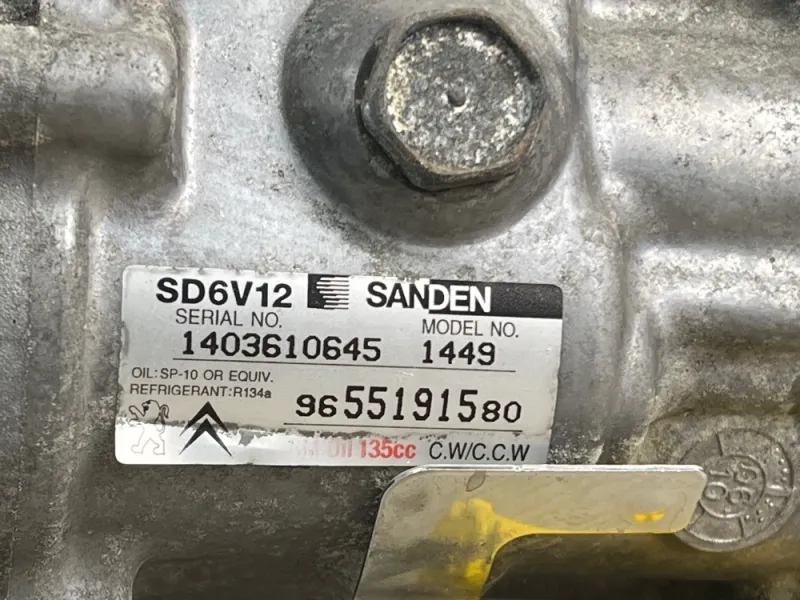 SD6V12 SANDEN
SERIAL NO. MODEL NO.
1403610645 1449
OIL: SP-10 OR EQUIV.
REFRIGERANT: R134a
9655191580
135cc C.W/C.C.W